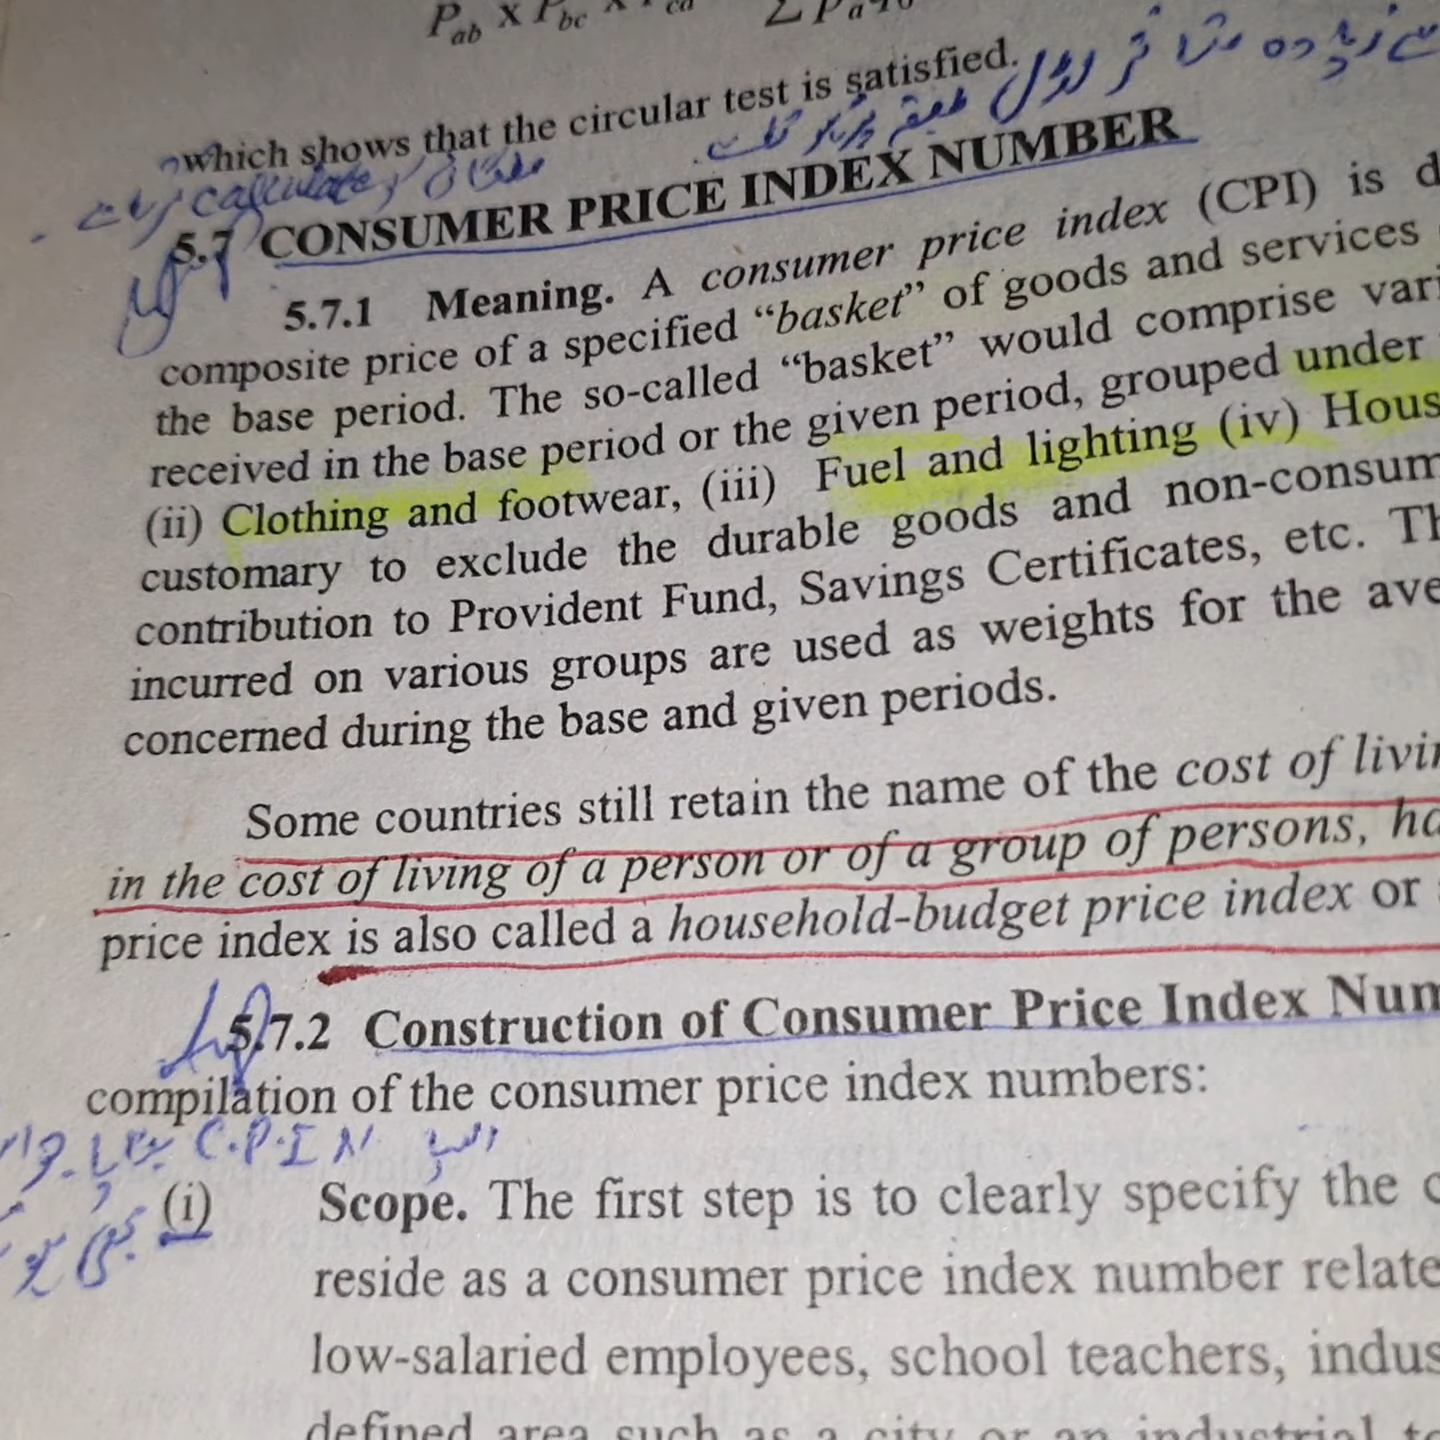 P_ab x P_bc x P_ca Σ P_a q_0
which shows that the circular test is satisfied.
calculate
5.7 CONSUMER PRICE INDEX NUMBER
5.7.1 Meaning. A consumer price index (CPI) is d
composite price of a specified “basket” of goods and services
the base period. The so-called “basket” would comprise vari
received in the base period or the given period, grouped under
(ii) Clothing and footwear, (iii) Fuel and lighting (iv) Hous
customary to exclude the durable goods and non-consum
contribution to Provident Fund, Savings Certificates, etc. Th
incurred on various groups are used as weights for the ave
concerned during the base and given periods.
Some countries still retain the name of the cost of livin
in the cost of living of a person or of a group of persons, ha
price index is also called a household-budget price index or
5.7.2 Construction of Consumer Price Index Num
compilation of the consumer price index numbers:
C.P.I N
(i) Scope. The first step is to clearly specify the c
reside as a consumer price index number relate
low-salaried employees, school teachers, indus
defined area such as a city or an industrial to